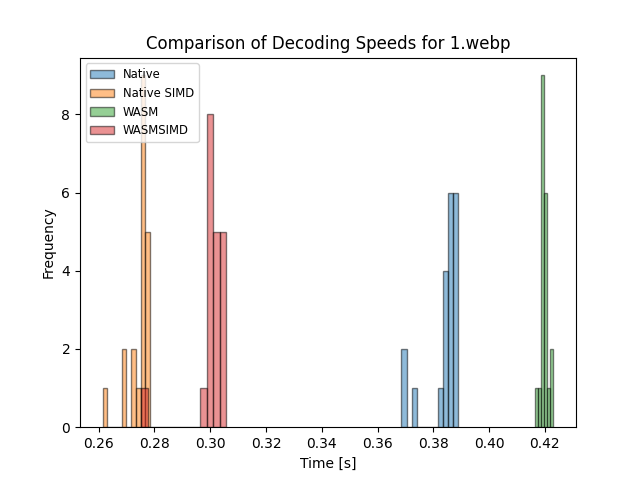 Comparison of Decoding Speeds for 1.webp
Native
Native SIMD
WASM
WASMSIMD
Frequency
8
6
4
2
0
0.26 0.28 0.30 0.32 0.34 0.36 0.38 0.40 0.42
Time [s]